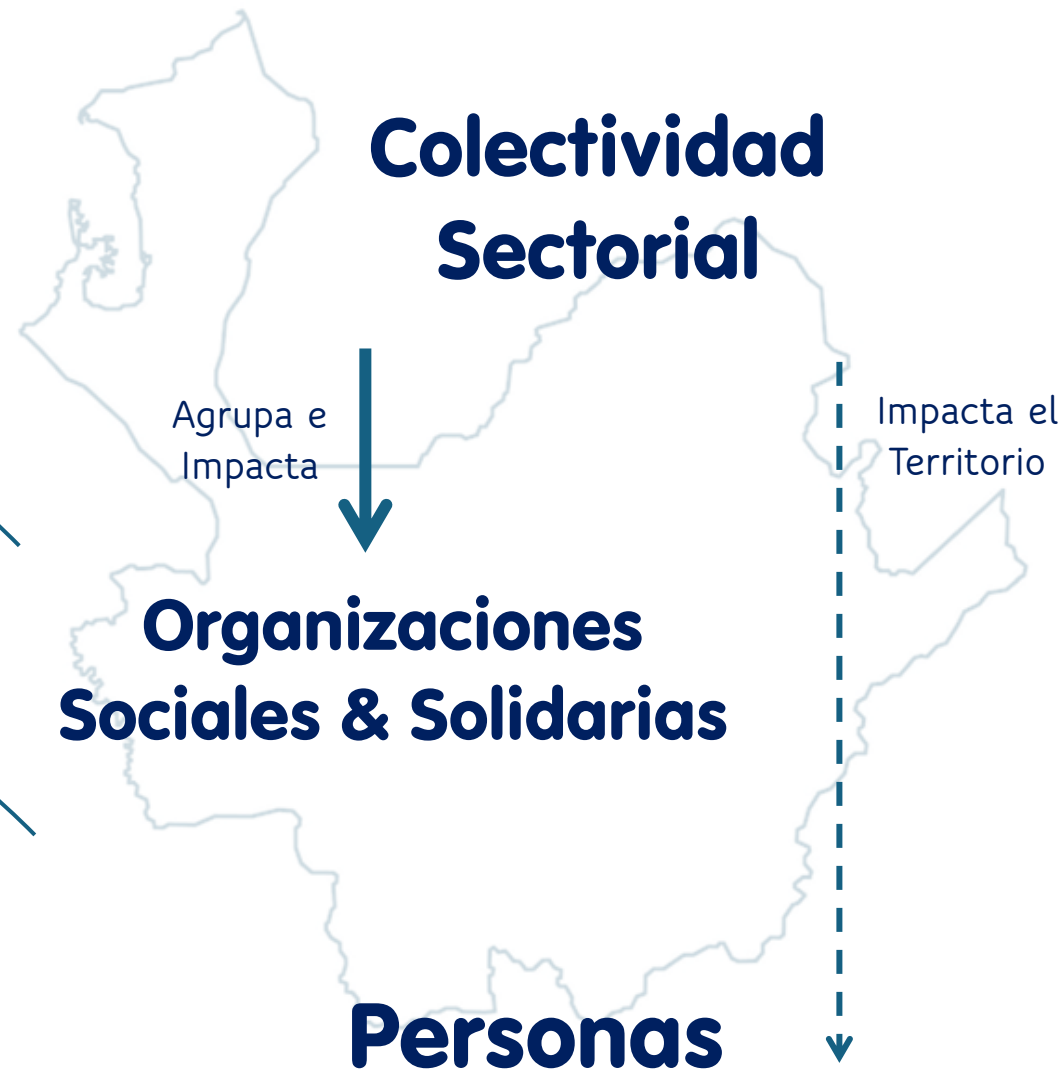 Colectividad
Sectorial
Agrupa e
Impacta
Impacta el
Territorio
Organizaciones
Sociales & Solidarias
Personas